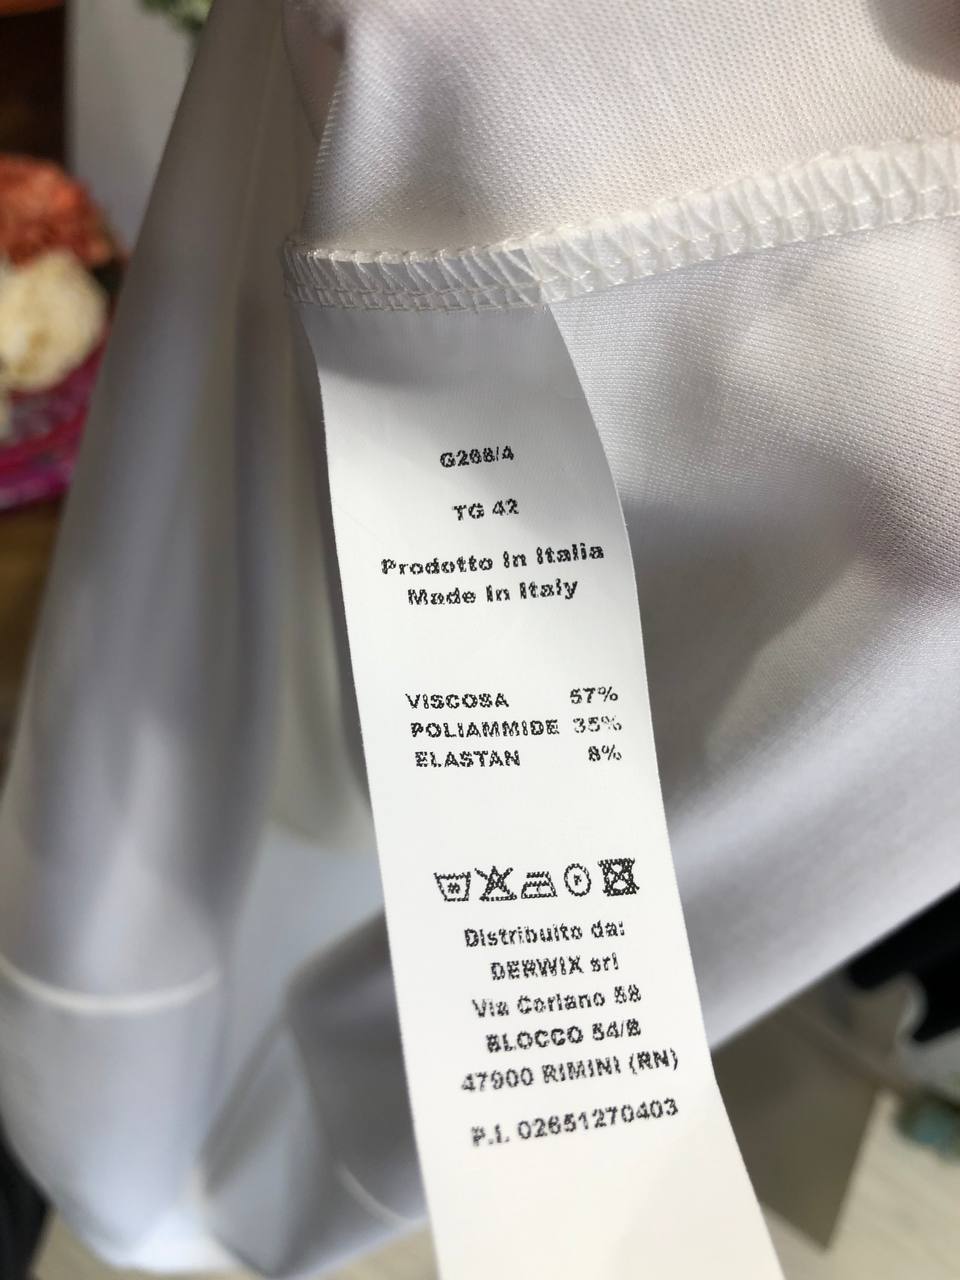 G268/4
TG 42
Prodotto In Italia
Made In Italy
VISCOSA 57%
POLIAMMIDE 35%
ELASTAN 8%
Distribuito da:
DERWIX srl
Via Coriano 58
BLOCCO 54/B
47900 RIMINI (RN)
P.I. 02651270403